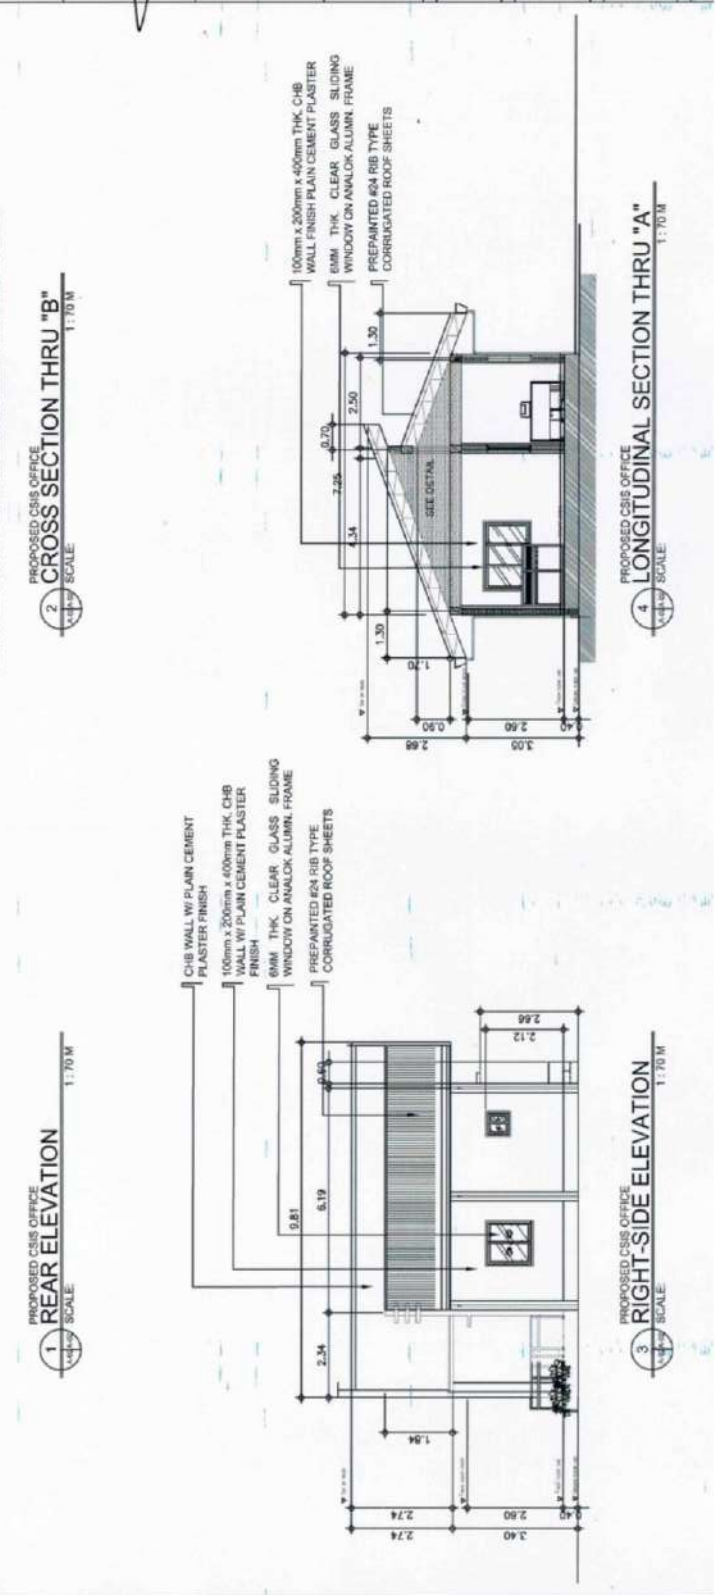 PROPOSED CSIS OFFICE
1 REAR ELEVATION
SCALE: 1 : 70 M
PROPOSED CSIS OFFICE
2 CROSS SECTION THRU "B"
SCALE: 1 : 70 M
CHB WALL W/ PLAIN CEMENT
PLASTER FINISH
100mm x 200mm x 400mm THK. CHB
WALL W/ PLAIN CEMENT PLASTER
FINISH
6MM THK. CLEAR GLASS SLIDING
WINDOW ON ANALOK ALUMN. FRAME
PREPAINTED #24 RIB TYPE
CORRUGATED ROOF SHEETS
9.81
2.34
6.19
0.60
1.84
2.74
2.74
2.60
3.40
0.40
2.12
2.66
PROPOSED CSIS OFFICE
3 RIGHT-SIDE ELEVATION
SCALE: 1 : 70 M
100mm x 200mm x 400mm THK. CHB
WALL FINISH PLAIN CEMENT PLASTER
6MM THK. CLEAR GLASS SLIDING
WINDOW ON ANALOK ALUMN. FRAME
PREPAINTED #24 RIB TYPE
CORRUGATED ROOF SHEETS
7.25
0.70
1.30
4.34
2.50
1.30
1.70
0.90
2.68
2.60
3.05
0.40
SEE DETAIL
PROPOSED CSIS OFFICE
4 LONGITUDINAL SECTION THRU "A"
SCALE: 1 : 70 M